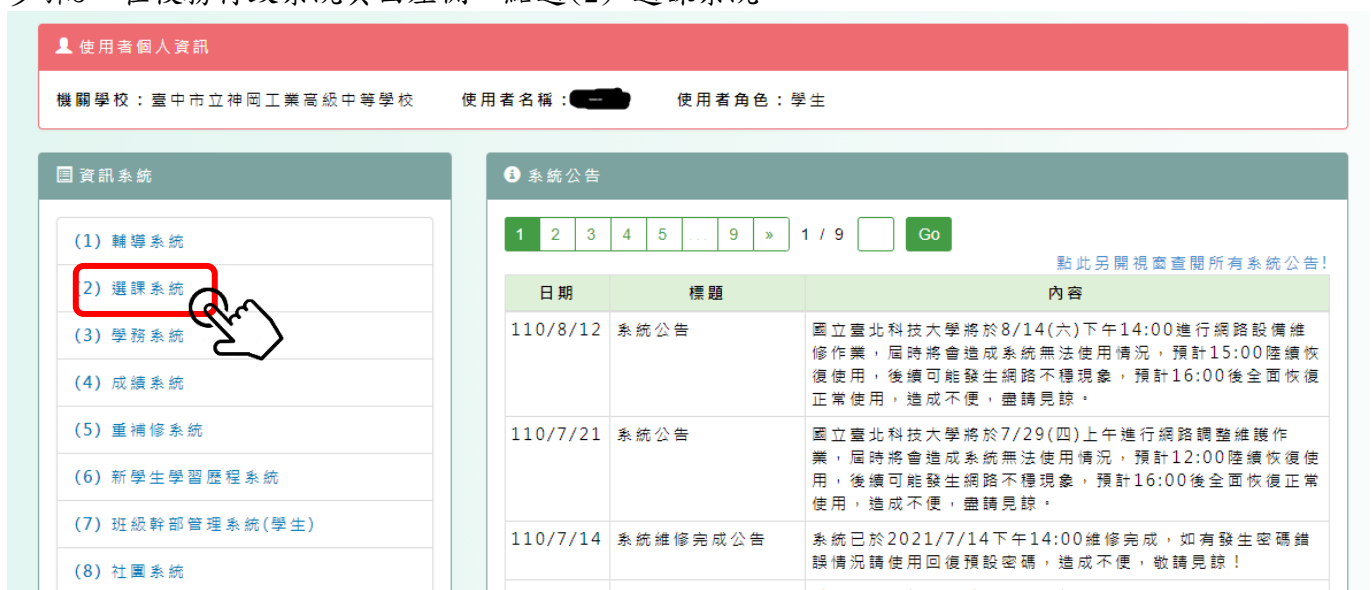 使用者個人資訊
機關學校：臺中市立神岡工業高級中等學校 使用者名稱： 使用者角色：學生
資訊系統
(1) 輔導系統
(2) 選課系統
(3) 學務系統
(4) 成績系統
(5) 重補修系統
(6) 新學生學習歷程系統
(7) 班級幹部管理系統(學生)
(8) 社團系統
系統公告
1 2 3 4 5 ... 9 » 1 / 9 Go
點此另開視窗查閱所有系統公告!
日期 標題 內容
110/8/12 系統公告 國立臺北科技大學將於8/14(六)下午14:00進行網路設備維
修作業，屆時將會造成系統無法使用情況，預計15:00陸續恢
復使用，後續可能發生網路不穩現象，預計16:00後全面恢復
正常使用，造成不便，盡請見諒。
110/7/21 系統公告 國立臺北科技大學將於7/29(四)上午進行網路調整維護作
業，屆時將會造成系統無法使用情況，預計12:00陸續恢復使
用，後續可能發生網路不穩現象，預計16:00後全面恢復正常
使用，造成不便，盡請見諒。
110/7/14 系統維修完成公告 系統已於2021/7/14下午14:00維修完成，如有發生密碼錯
誤情況請使用回復預設密碼，造成不便，敬請見諒！